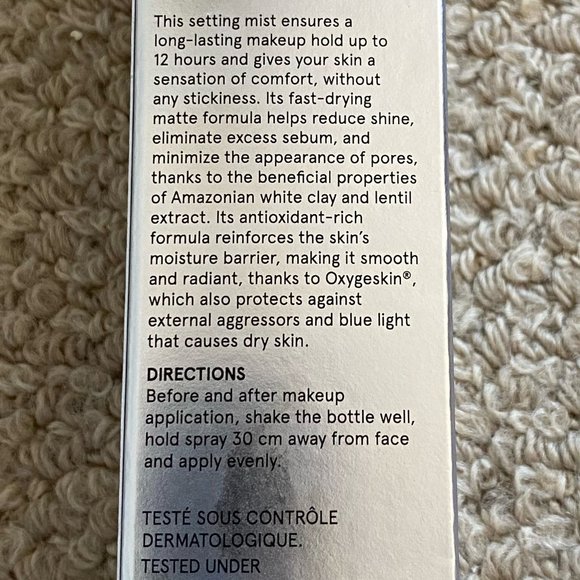 This setting mist ensures a
long-lasting makeup hold up to
12 hours and gives your skin a
sensation of comfort, without
any stickiness. Its fast-drying
matte formula helps reduce shine,
eliminate excess sebum, and
minimize the appearance of pores,
thanks to the beneficial properties
of Amazonian white clay and lentil
extract. Its antioxidant-rich
formula reinforces the skin's
moisture barrier, making it smooth
and radiant, thanks to Oxygeskin®,
which also protects against
external aggressors and blue light
that causes dry skin.
DIRECTIONS
Before and after makeup
application, shake the bottle well,
hold spray 30 cm away from face
and apply evenly.
TESTÉ SOUS CONTRÔLE
DERMATOLOGIQUE.
TESTED UNDER